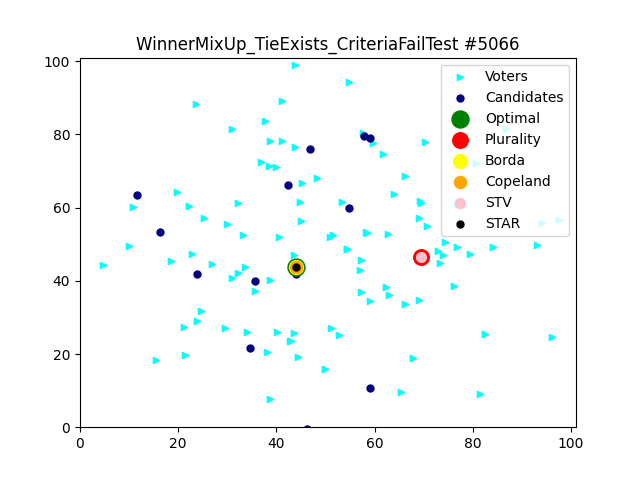 WinnerMixUp_TieExists_CriteriaFailTest #5066
100
80
60
40
20
0
0
20
40
60
80
100
Voters
Candidates
Optimal
Plurality
Borda
Copeland
STV
STAR